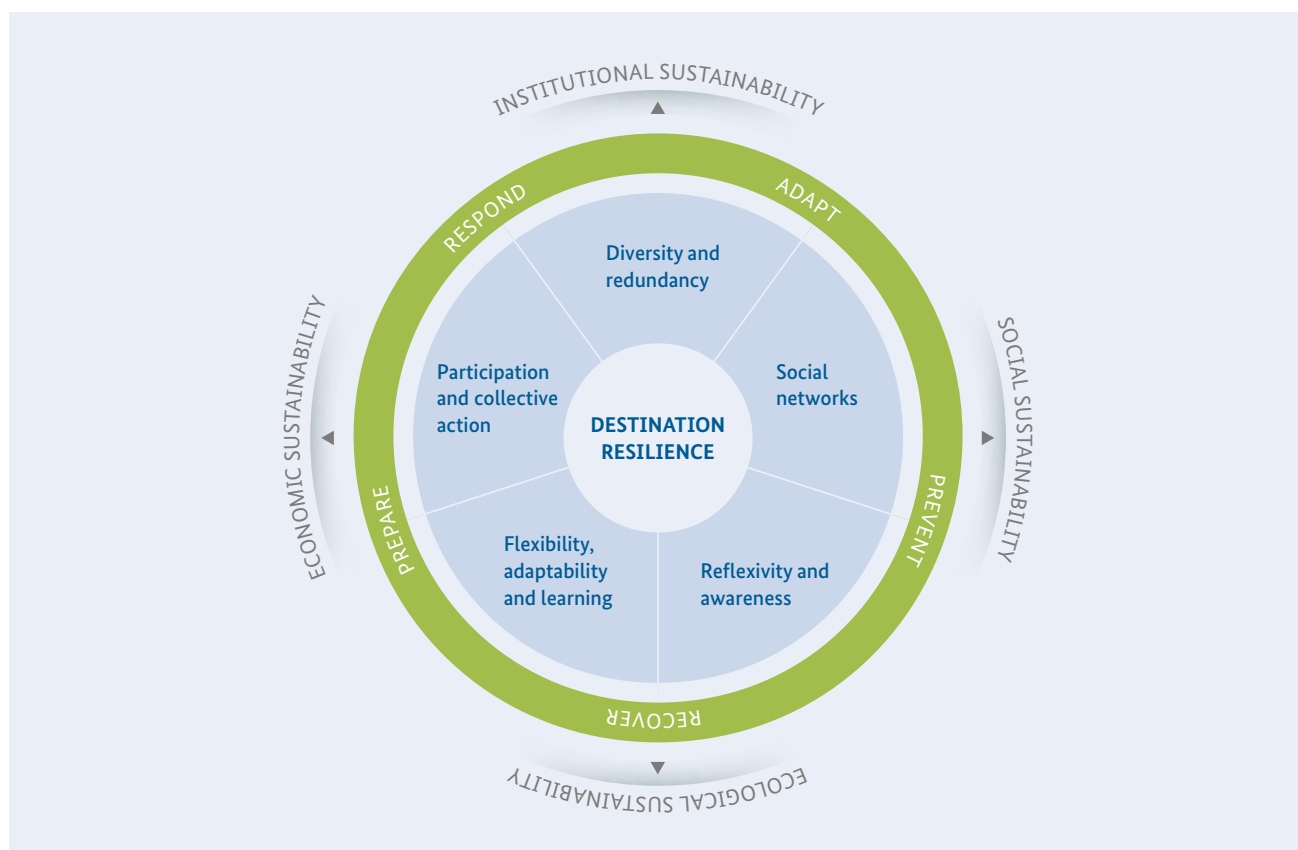 INSTITUTIONAL SUSTAINABILITY
RESPOND
ADAPT
Diversity and
redundancy
ECONOMIC SUSTAINABILITY
SOCIAL SUSTAINABILITY
Participation
and collective
action
Social
networks
DESTINATION
RESILIENCE
PREPARE
PREVENT
Flexibility,
adaptability
and learning
Reflexivity and
awareness
RECOVER
ECOLOGICAL SUSTAINABILITY